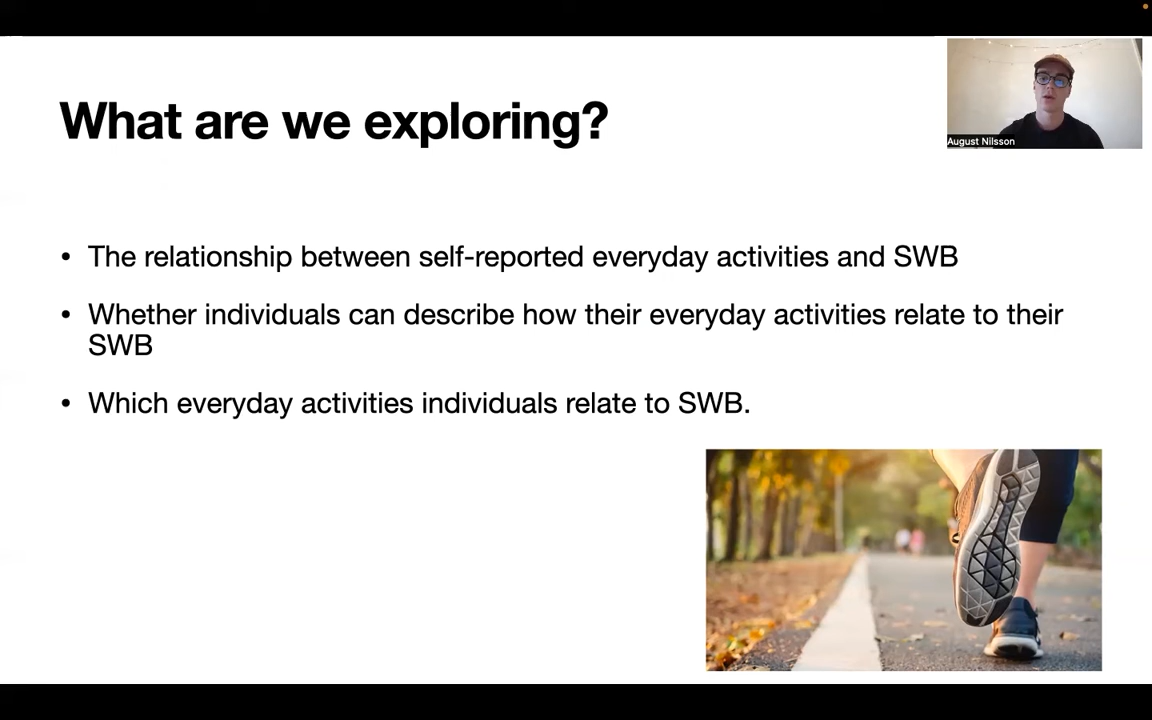 What are we exploring?
August Nilsson
• The relationship between self-reported everyday activities and SWB
• Whether individuals can describe how their everyday activities relate to their
SWB
• Which everyday activities individuals relate to SWB.